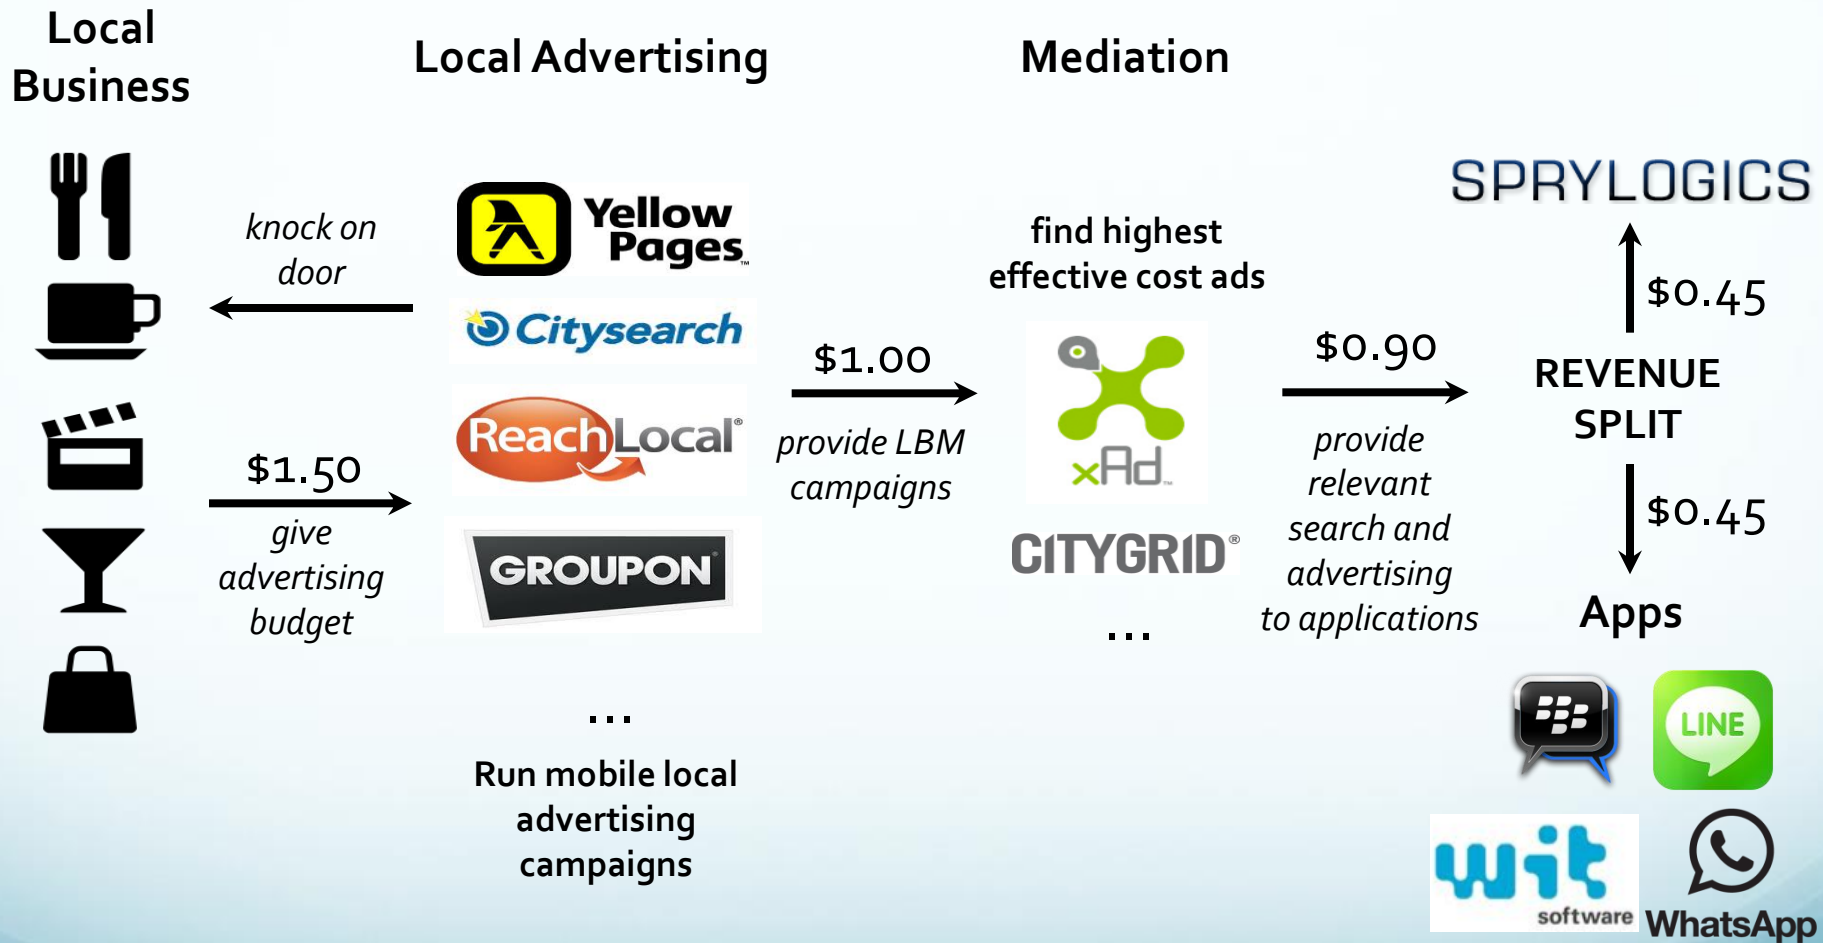 Local
Business
Local Advertising
Mediation
knock on
door
$1.50
give
advertising
budget
Yellow
Pages™
Citysearch
ReachLocal®
GROUPON®
...
Run mobile local
advertising
campaigns
$1.00
provide LBM
campaigns
find highest
effective cost ads
xAd™
CITYGRID®
...
$0.90
provide
relevant
search and
advertising
to applications
SPRYLOGICS
$0.45
REVENUE
SPLIT
$0.45
Apps
LINE
wit
software
WhatsApp